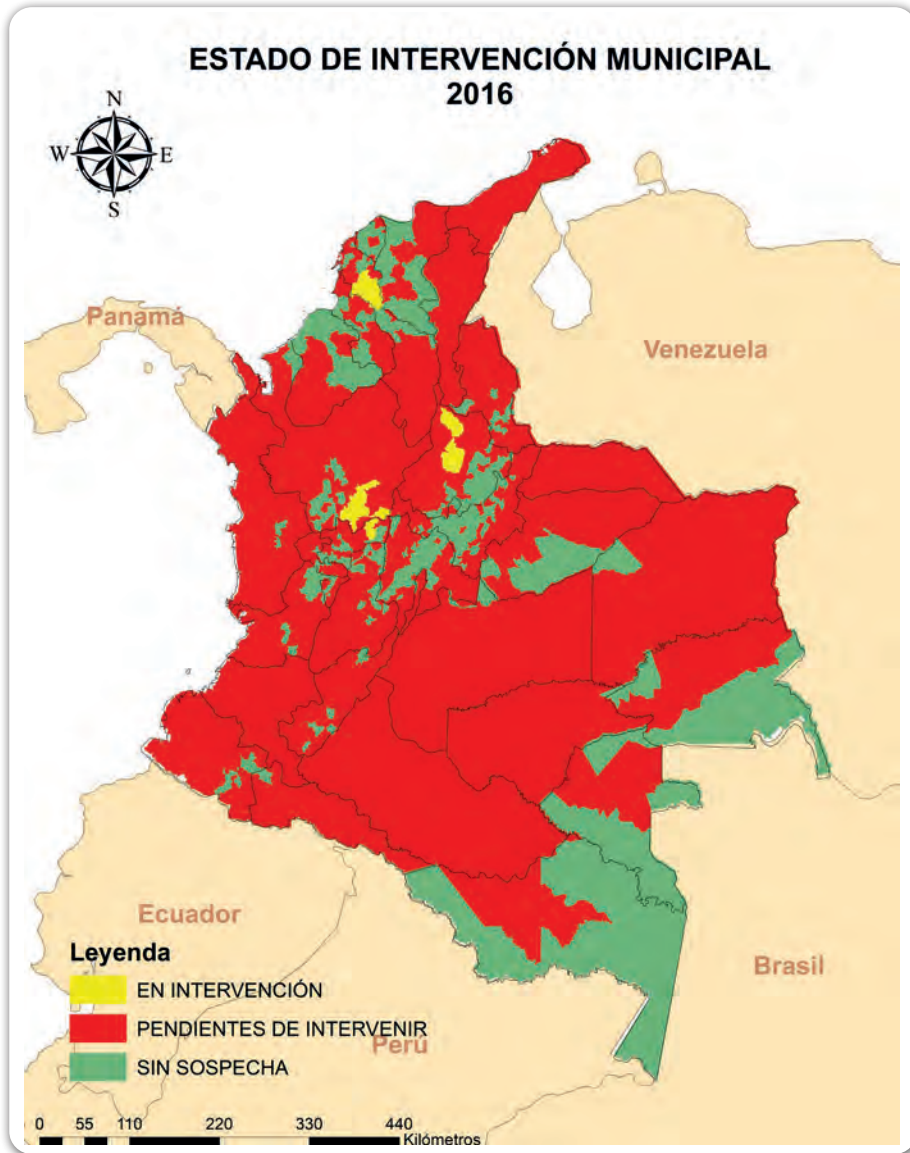 ESTADO DE INTERVENCIÓN MUNICIPAL
2016
N
W
E
S
Panamá
Venezuela
Ecuador
Brasil
Perú
Leyenda
EN INTERVENCIÓN
PENDIENTES DE INTERVENIR
SIN SOSPECHA
0 55 110 220 330 440
Kilómetros